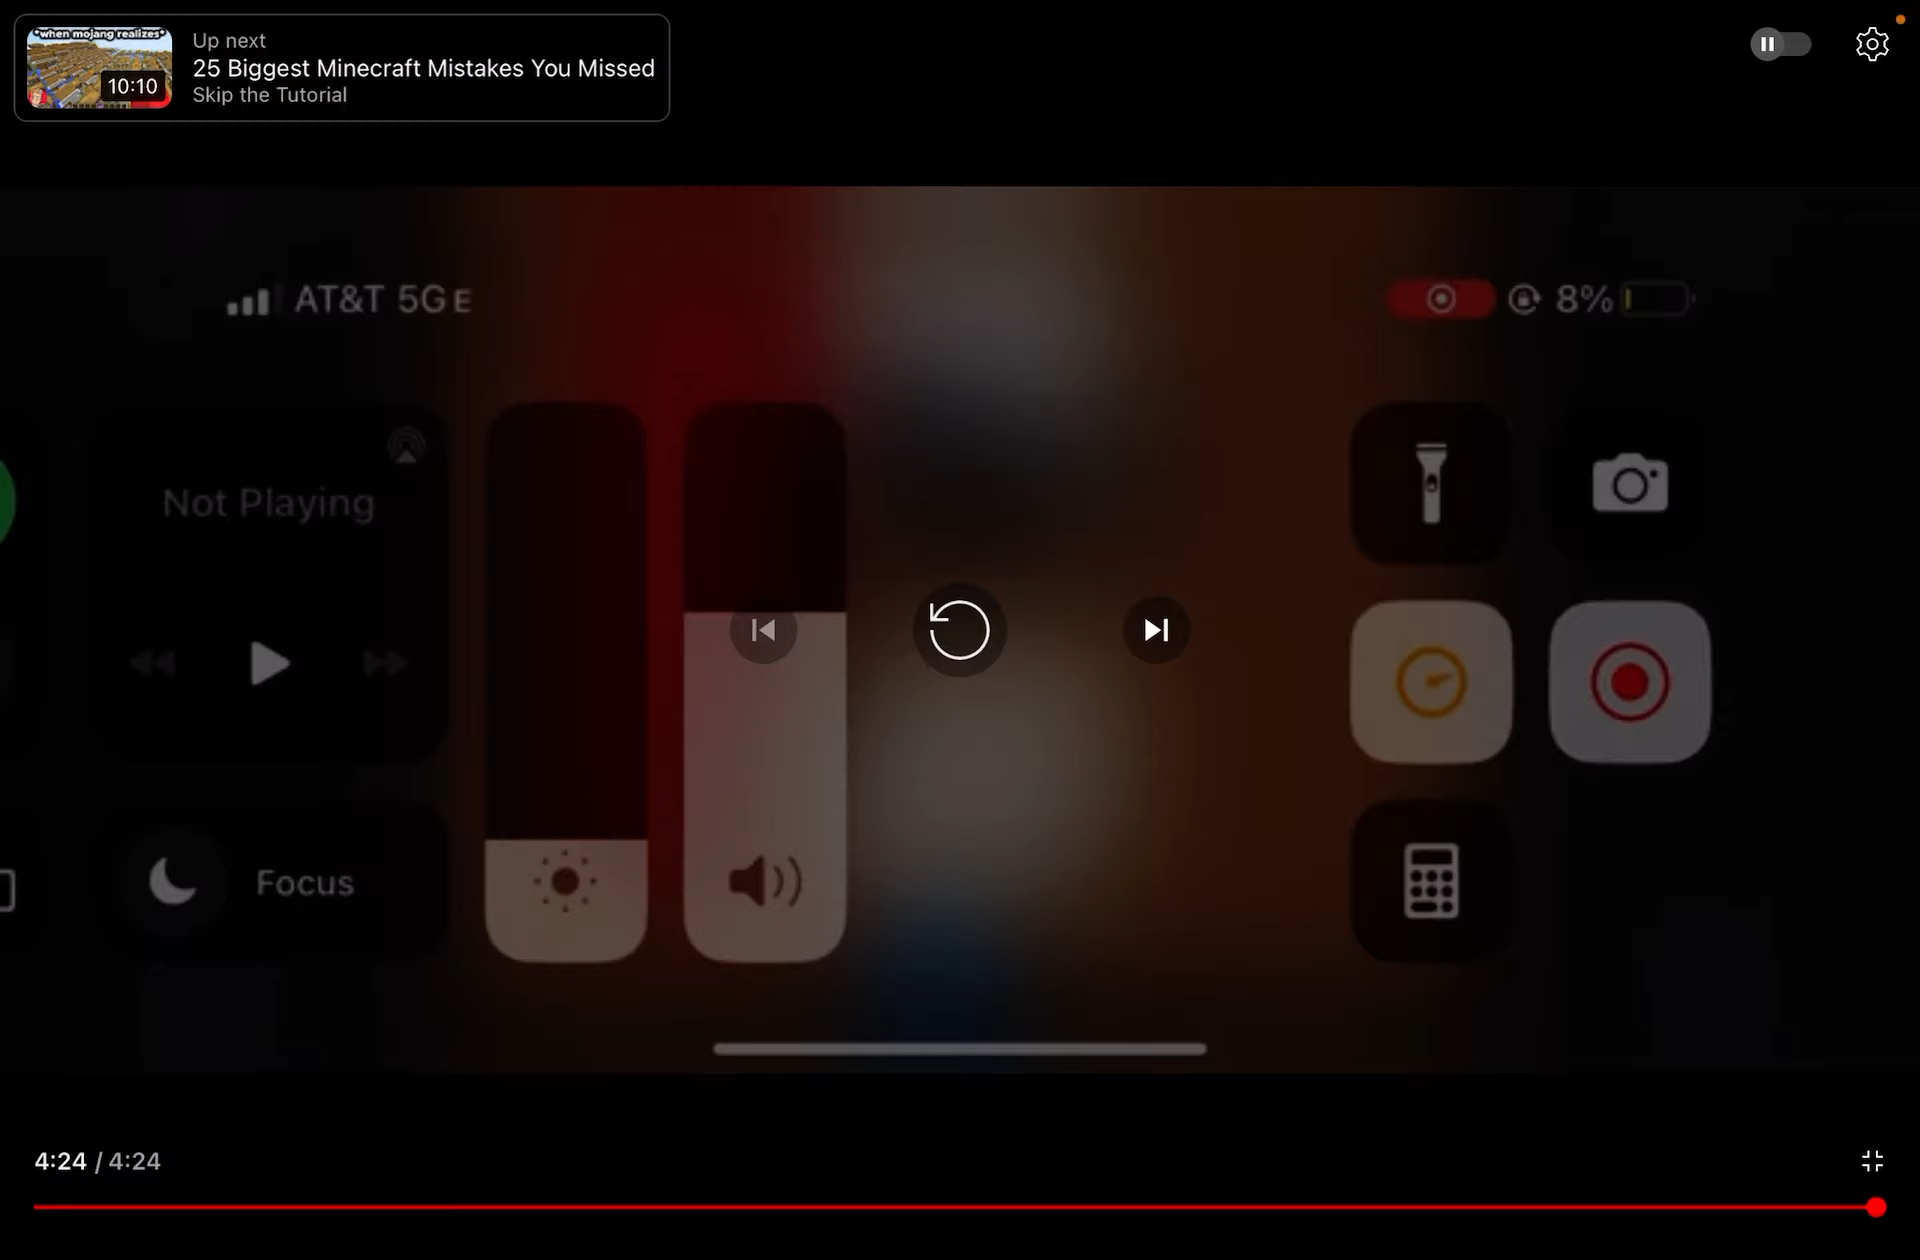 *when mojang realizes*
10:10
Up next
25 Biggest Minecraft Mistakes You Missed
Skip the Tutorial
AT&T 5GE
8%
Not Playing
Focus
4:24 / 4:24